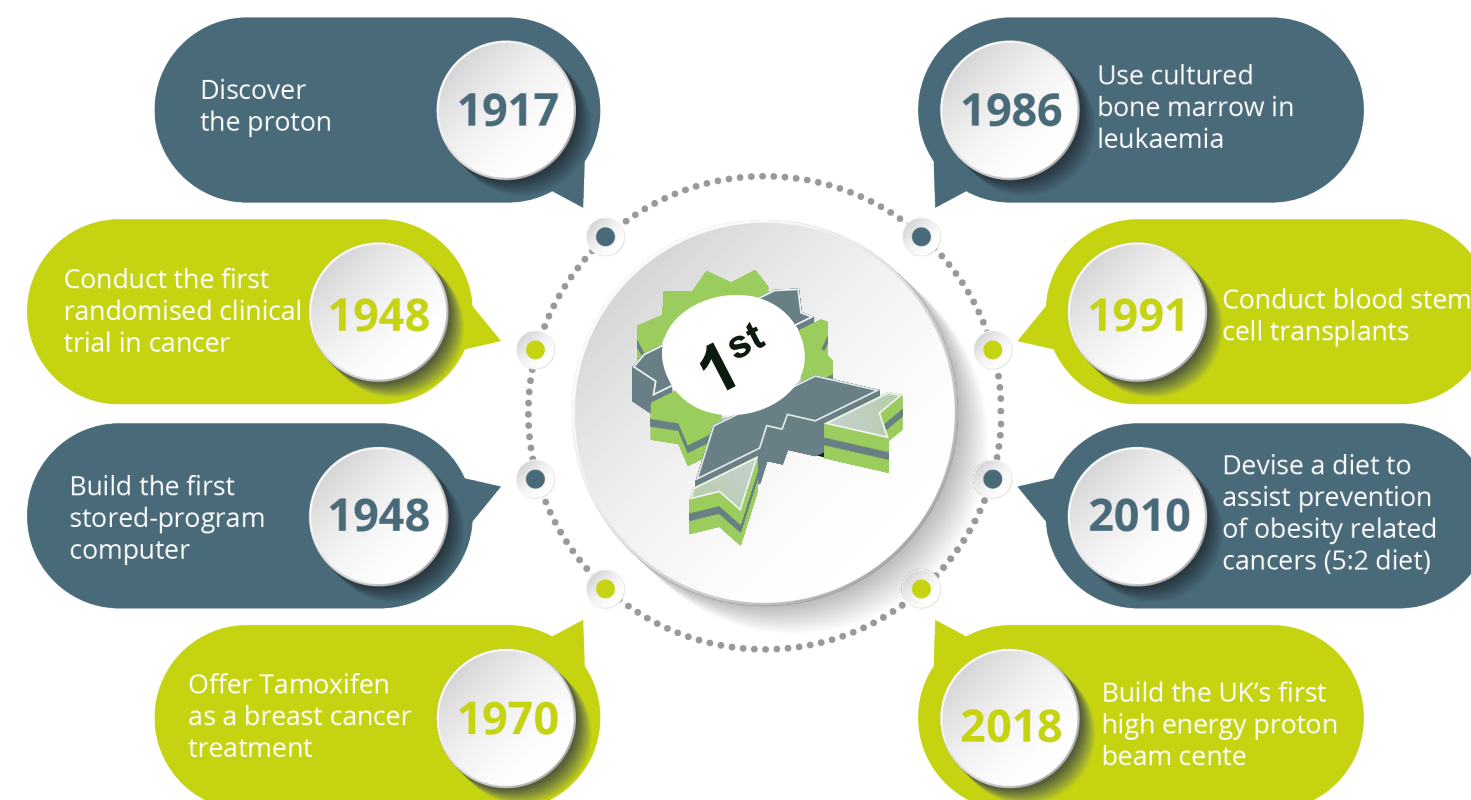 Discover
the proton
1917
Conduct the first
randomised clinical
trial in cancer
1948
Build the first
stored-program
computer
1948
Offer Tamoxifen
as a breast cancer
treatment
1970
1st
1986
Use cultured
bone marrow in
leukaemia
1991
Conduct blood stem
cell transplants
2010
Devise a diet to
assist prevention
of obesity related
cancers (5:2 diet)
2018
Build the UK’s first
high energy proton
beam cente